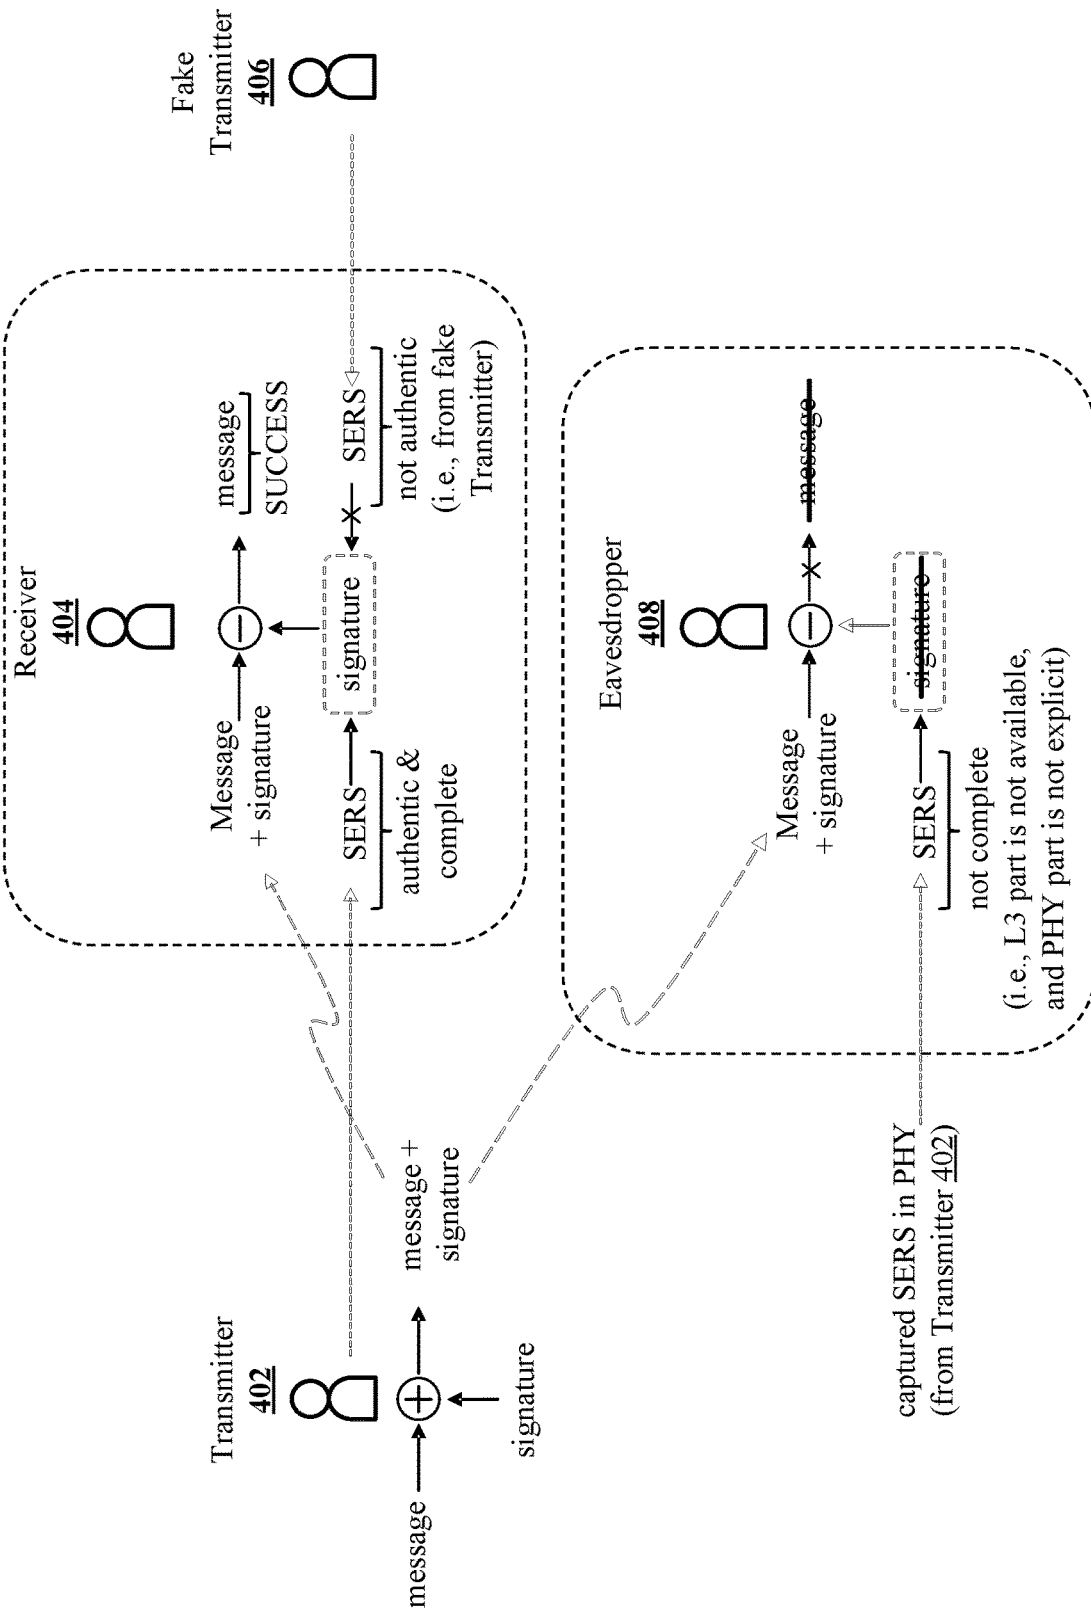 Transmitter
402
message
signature
message +
signature
Receiver
404
Message
+ signature
message
SUCCESS
SERS
signature
SERS
authentic &
complete
not authentic
(i.e., from fake
Transmitter)
Fake
Transmitter
406
Eavesdropper
408
Message
+ signature
message
SERS
signature
not complete
(i.e., L3 part is not available,
and PHY part is not explicit)
captured SERS in PHY
(from Transmitter 402)